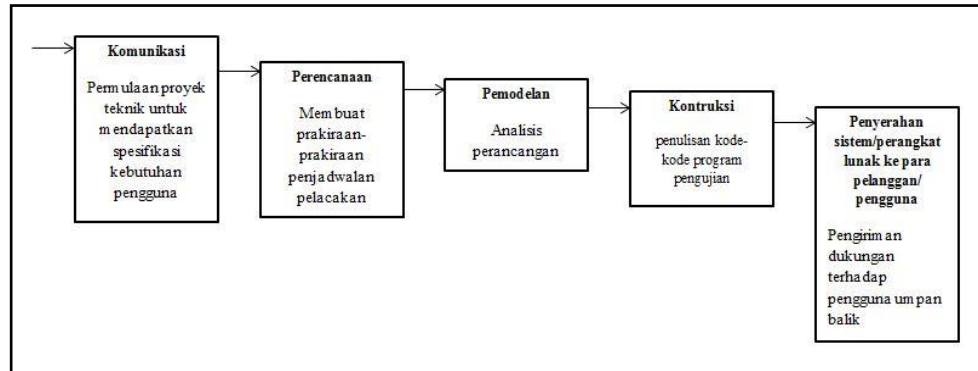 Komunikasi
Permulaan proyek
teknik untuk
mendapatkan
spesifikasi
kebutuhan
pengguna
Perencanaan
Membuat
prakiraan-
prakiraan
penjadwalan
pelacakan
Pemodelan
Analisis
perancangan
Kontruksi
penulisan kode-
kode program
pengujian
Penyerahan
sistem/perangkat
lunak ke para
pelanggan/
pengguna
Pengiriman
dukungan
terhadap
pengguna umpan
balik